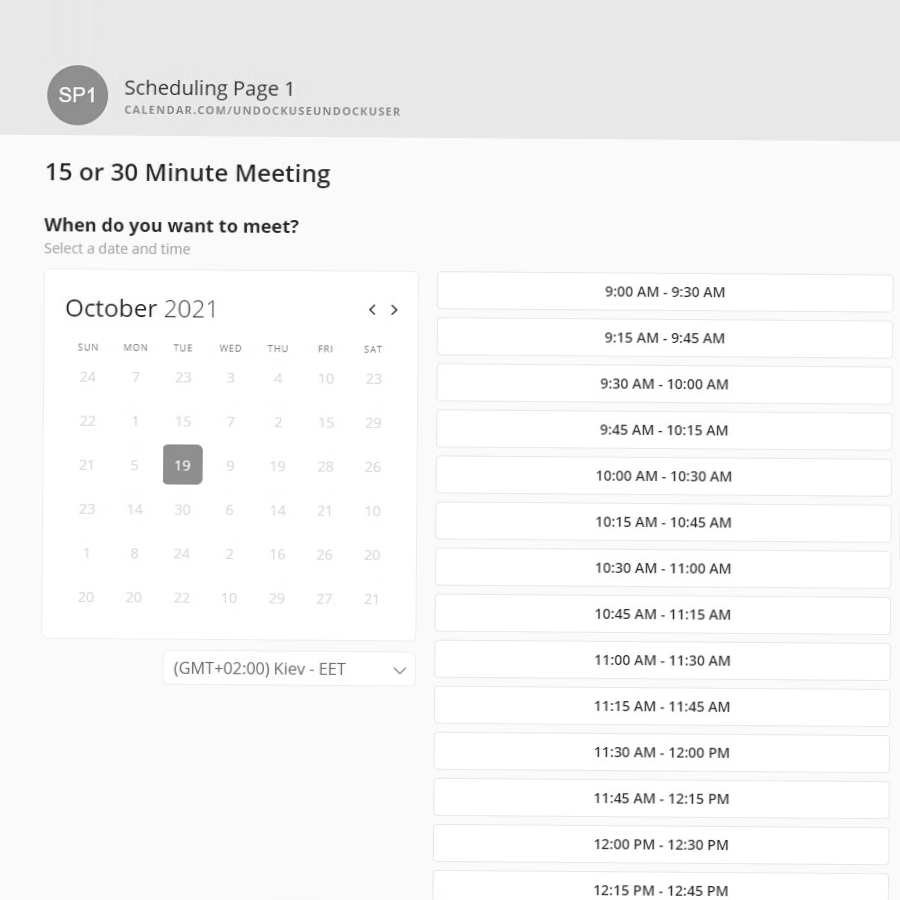 SP1
Scheduling Page 1
CALENDAR.COM/UNDOCKUSEUNDOCKUSER
15 or 30 Minute Meeting
When do you want to meet?
Select a date and time
October 2021
SUN MON TUE WED THU FRI SAT
24 7 23 3 4 10 23
22 1 15 7 2 15 29
21 5 19 9 19 28 26
23 14 30 6 14 21 10
1 8 24 2 16 26 20
20 20 22 10 29 27 21
(GMT+02:00) Kiev - EET
9:00 AM - 9:30 AM
9:15 AM - 9:45 AM
9:30 AM - 10:00 AM
9:45 AM - 10:15 AM
10:00 AM - 10:30 AM
10:15 AM - 10:45 AM
10:30 AM - 11:00 AM
10:45 AM - 11:15 AM
11:00 AM - 11:30 AM
11:15 AM - 11:45 AM
11:30 AM - 12:00 PM
11:45 AM - 12:15 PM
12:00 PM - 12:30 PM
12:15 PM - 12:45 PM